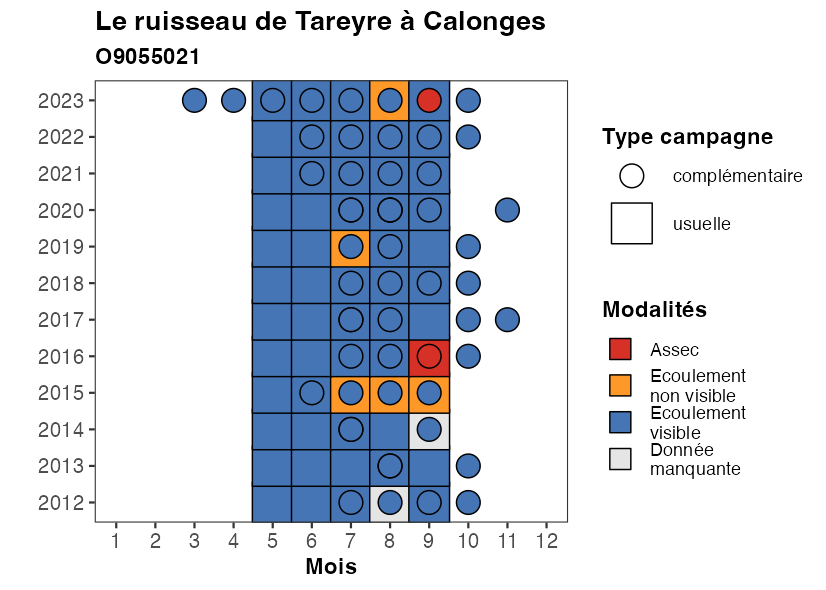 Le ruisseau de Tareyre à Calonges
O9055021
2023
2022
2021
2020
2019
2018
2017
2016
2015
2014
2013
2012
1 2 3 4 5 6 7 8 9 10 11 12
Mois
Type campagne
complémentaire
usuelle
Modalités
Assec
Ecoulement
non visible
Ecoulement
visible
Donnée
manquante